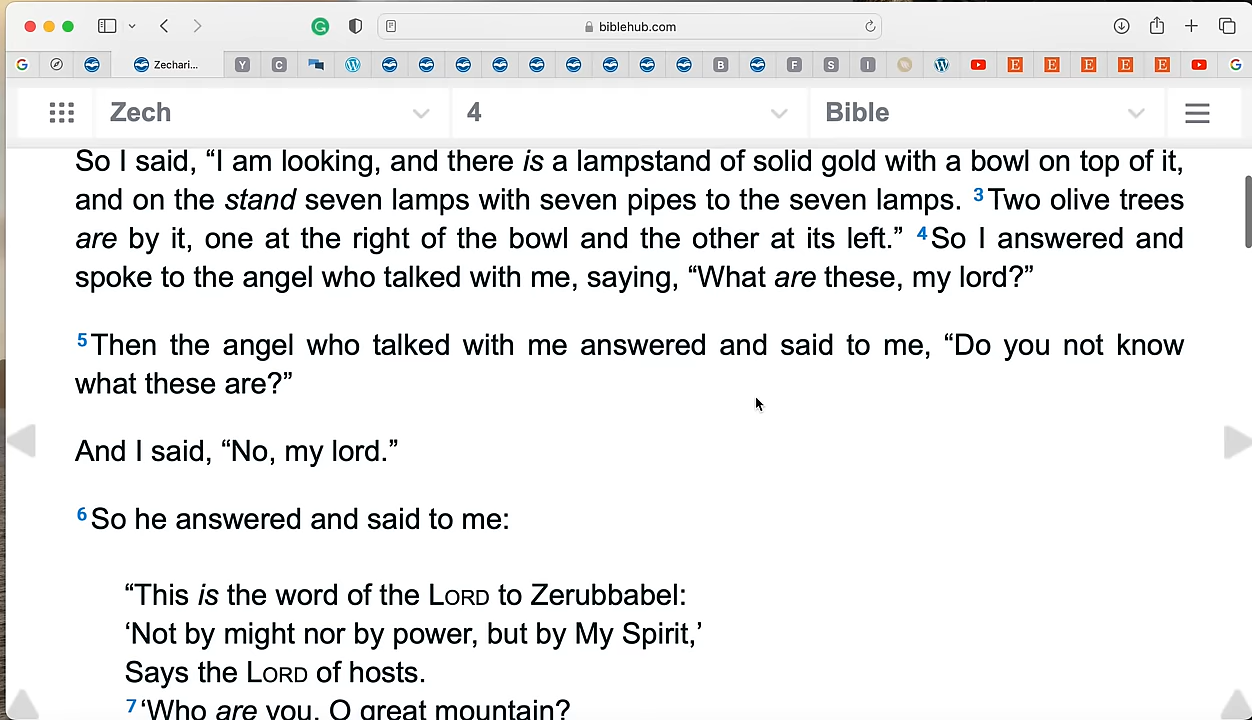 biblehub.com
Zechari...
Y
C
B
F
S
I
E
E
E
E
E
Zech
4
Bible
So I said, “I am looking, and there is a lampstand of solid gold with a bowl on top of it,
and on the stand seven lamps with seven pipes to the seven lamps. 3 Two olive trees
are by it, one at the right of the bowl and the other at its left.” 4 So I answered and
spoke to the angel who talked with me, saying, “What are these, my lord?”
5 Then the angel who talked with me answered and said to me, “Do you not know
what these are?”
And I said, “No, my lord.”
6 So he answered and said to me:
“This is the word of the LORD to Zerubbabel:
‘Not by might nor by power, but by My Spirit,’
Says the LORD of hosts.
7 ‘Who are you, O great mountain?